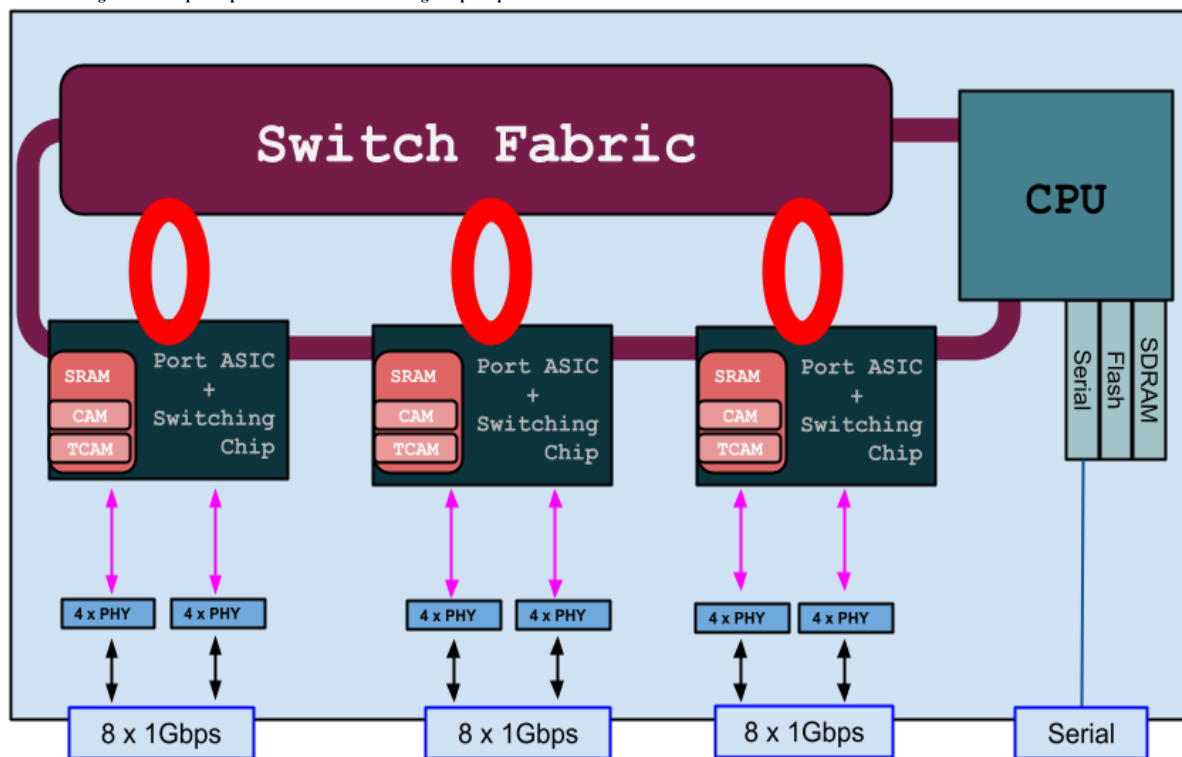 Switch Fabric
CPU
SRAM
CAM
TCAM
Port ASIC
+
Switching
Chip
SRAM
CAM
TCAM
Port ASIC
+
Switching
Chip
SRAM
CAM
TCAM
Port ASIC
+
Switching
Chip
Serial
Flash
SDRAM
4 x PHY
4 x PHY
4 x PHY
4 x PHY
4 x PHY
4 x PHY
8 x 1Gbps
8 x 1Gbps
8 x 1Gbps
Serial